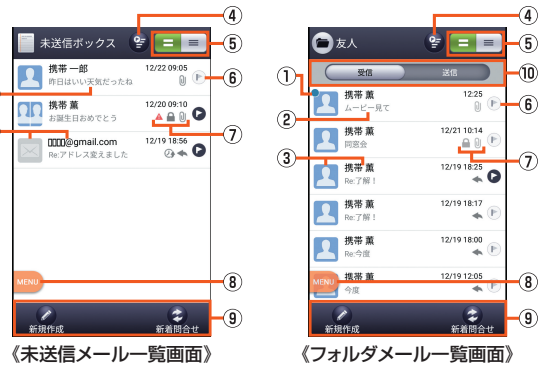 ④
未送信ボックス
⑤
携帯 一郎 12/22 09:05
昨日はいい天気だったね
⑥
携帯 薫 12/20 09:10
お誕生日おめでとう
⑦
▯▯▯▯@gmail.com 12/19 18:56
Re:アドレス変えました
MENU
⑧
新規作成 新着問合せ
⑨
《未送信メール一覧画面》
④
友人
⑤
受信 送信
⑩
①
携帯 薫 12:25
ムービー見て
⑥
②
携帯 薫 12/21 10:14
同窓会
⑦
③
携帯 薫 12/19 18:25
Re:了解！
携帯 薫 12/19 18:17
Re:了解！
携帯 薫 12/19 18:00
Re:今度
携帯 薫 12/19 12:05
今度
MENU
⑧
新規作成 新着問合せ
⑨
《フォルダメール一覧画面》